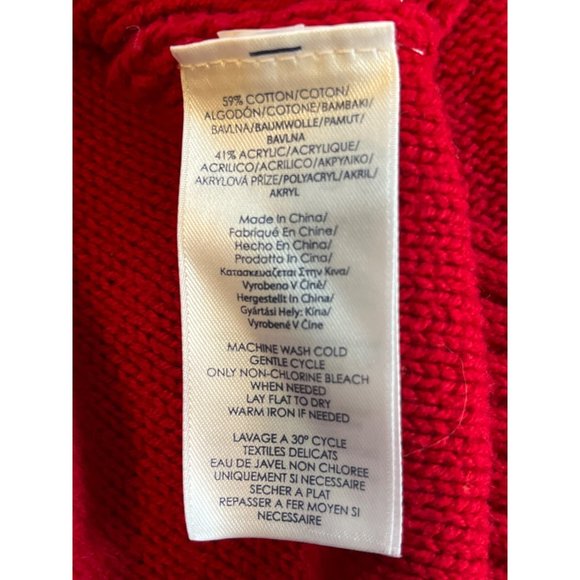 59% COTTON/COTON/
ALGODÓN/COTONE/BAMBAKI/
BAVLNA/BAUMWOLLE/PAMUT/
BAVLNA
41% ACRYLIC/ACRYLIQUE/
ACRILICO/ACRILICO/ΑΚΡΥΛΙΚΟ/
AKRYLOVÁ PŘÍZE/POLYACRYL/AKRIL/
AKRYL
Made In China/
Fabriqué En Chine/
Hecho En China/
Prodotto In Cina/
Κατασκευαζεται Στην Κινα/
Vyrobeno V Číně/
Hergestellt In China/
Gyártási Hely: Kína/
Vyrobené V Číne
MACHINE WASH COLD
GENTLE CYCLE
ONLY NON-CHLORINE BLEACH
WHEN NEEDED
LAY FLAT TO DRY
WARM IRON IF NEEDED
LAVAGE A 30° CYCLE
TEXTILES DELICATS
EAU DE JAVEL NON CHLOREE
UNIQUEMENT SI NECESSAIRE
SECHER A PLAT
REPASSER A FER MOYEN SI
NECESSAIRE